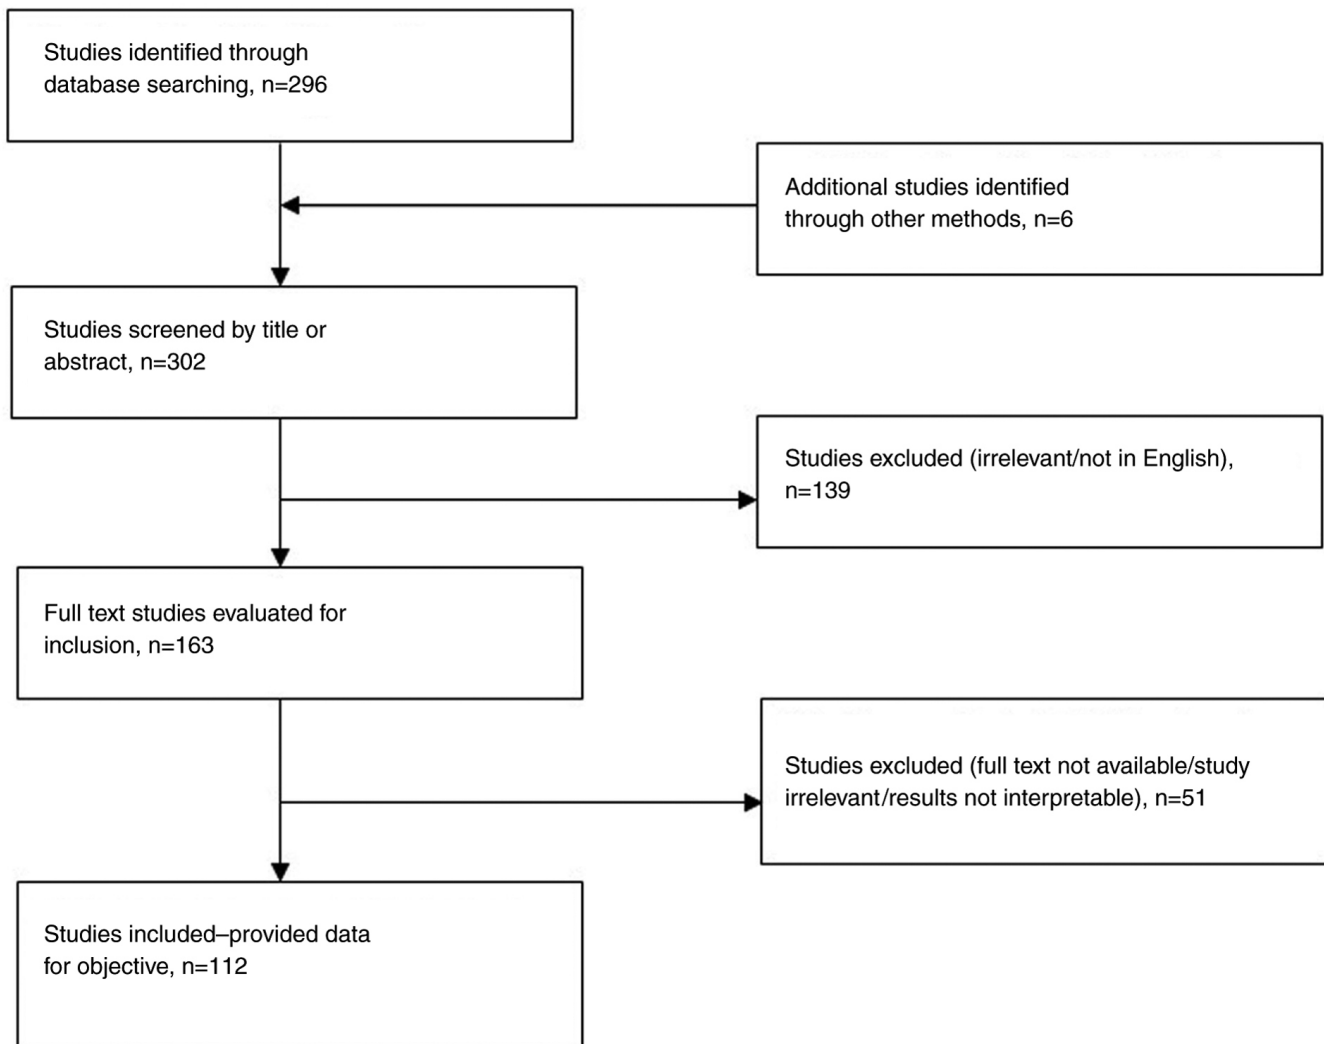 Studies identified through
database searching, n=296
Additional studies identified
through other methods, n=6
Studies screened by title or
abstract, n=302
Studies excluded (irrelevant/not in English),
n=139
Full text studies evaluated for
inclusion, n=163
Studies excluded (full text not available/study
irrelevant/results not interpretable), n=51
Studies included–provided data
for objective, n=112